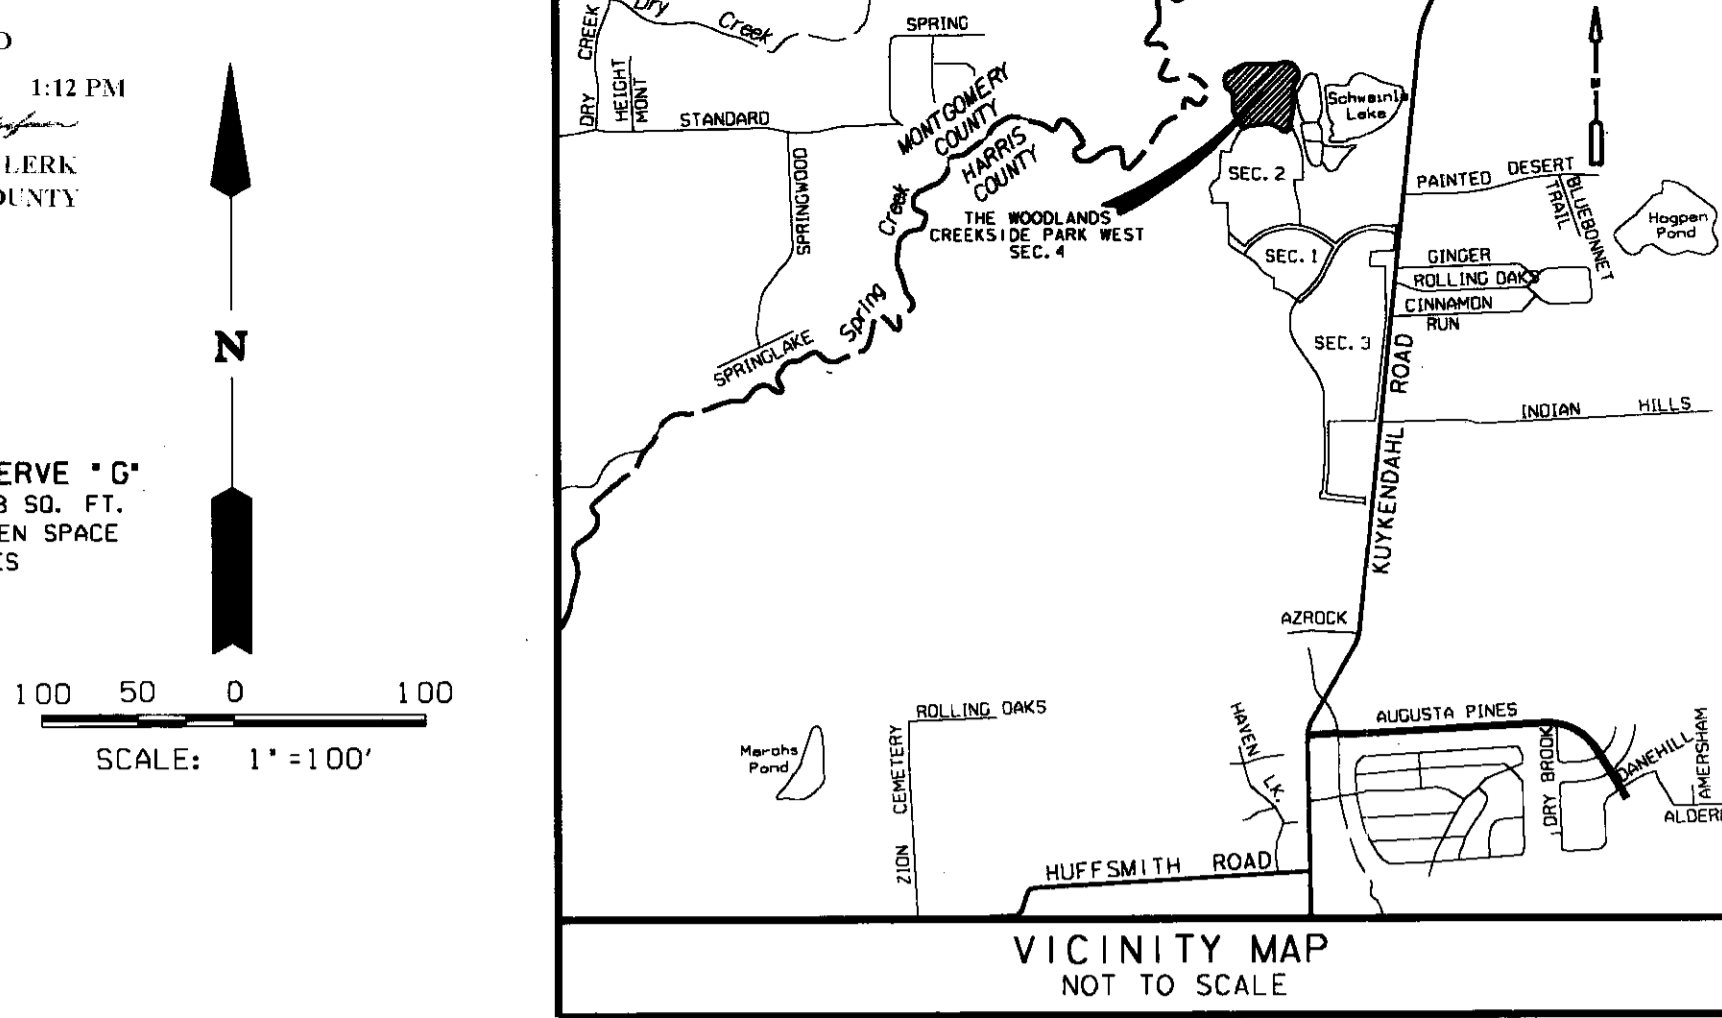 1:12 PM
LERK
OUNTY
N
ERVE "G"
SQ. FT.
EN SPACE
100 50 0 100
SCALE: 1"=100'
Dry
Creek
DRY CREEK
HEIGHT
MONT
STANDARD
SPRING
MONTGOMERY
COUNTY
HARRIS
COUNTY
SPRINGWOOD
Creek
Spring
SPRINGLAKE
THE WOODLANDS
CREEKSIDE PARK WEST
SEC. 4
SEC. 2
SEC. 1
SEC. 3
Lake
N
PAINTED DESERT
BLUEBONNET
TRAIL
Hogpen
Pond
GINGER
ROLLING OAKS
CINNAMON
RUN
KUYKENDAHL ROAD
INDIAN HILLS
AZROCK
AUGUSTA PINES
HAVEN
LK.
ROLLING OAKS
ZION CEMETERY
Marohs
Pond
HUFFSMITH ROAD
DRY BROOK
DANEHILL
AMERSHAM
ALDER
VICINITY MAP
NOT TO SCALE